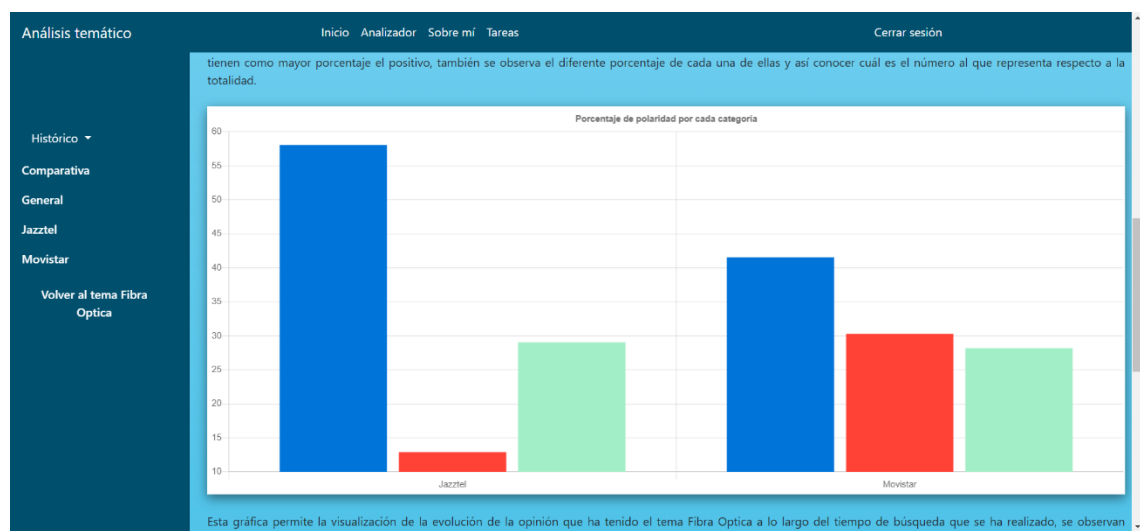 Análisis temático
Inicio Analizador Sobre mí Tareas
Cerrar sesión
Histórico
Comparativa
General
Jazztel
Movistar
Volver al tema Fibra
Optica
tienen como mayor porcentaje el positivo, también se observa el diferente porcentaje de cada una de ellas y así conocer cuál es el número al que representa respecto a la
totalidad.
Porcentaje de polaridad por cada categoría
60
55
50
45
40
35
30
25
20
15
10
Jazztel
Movistar
Esta gráfica permite la visualización de la evolución de la opinión que ha tenido el tema Fibra Optica a lo largo del tiempo de búsqueda que se ha realizado, se observan